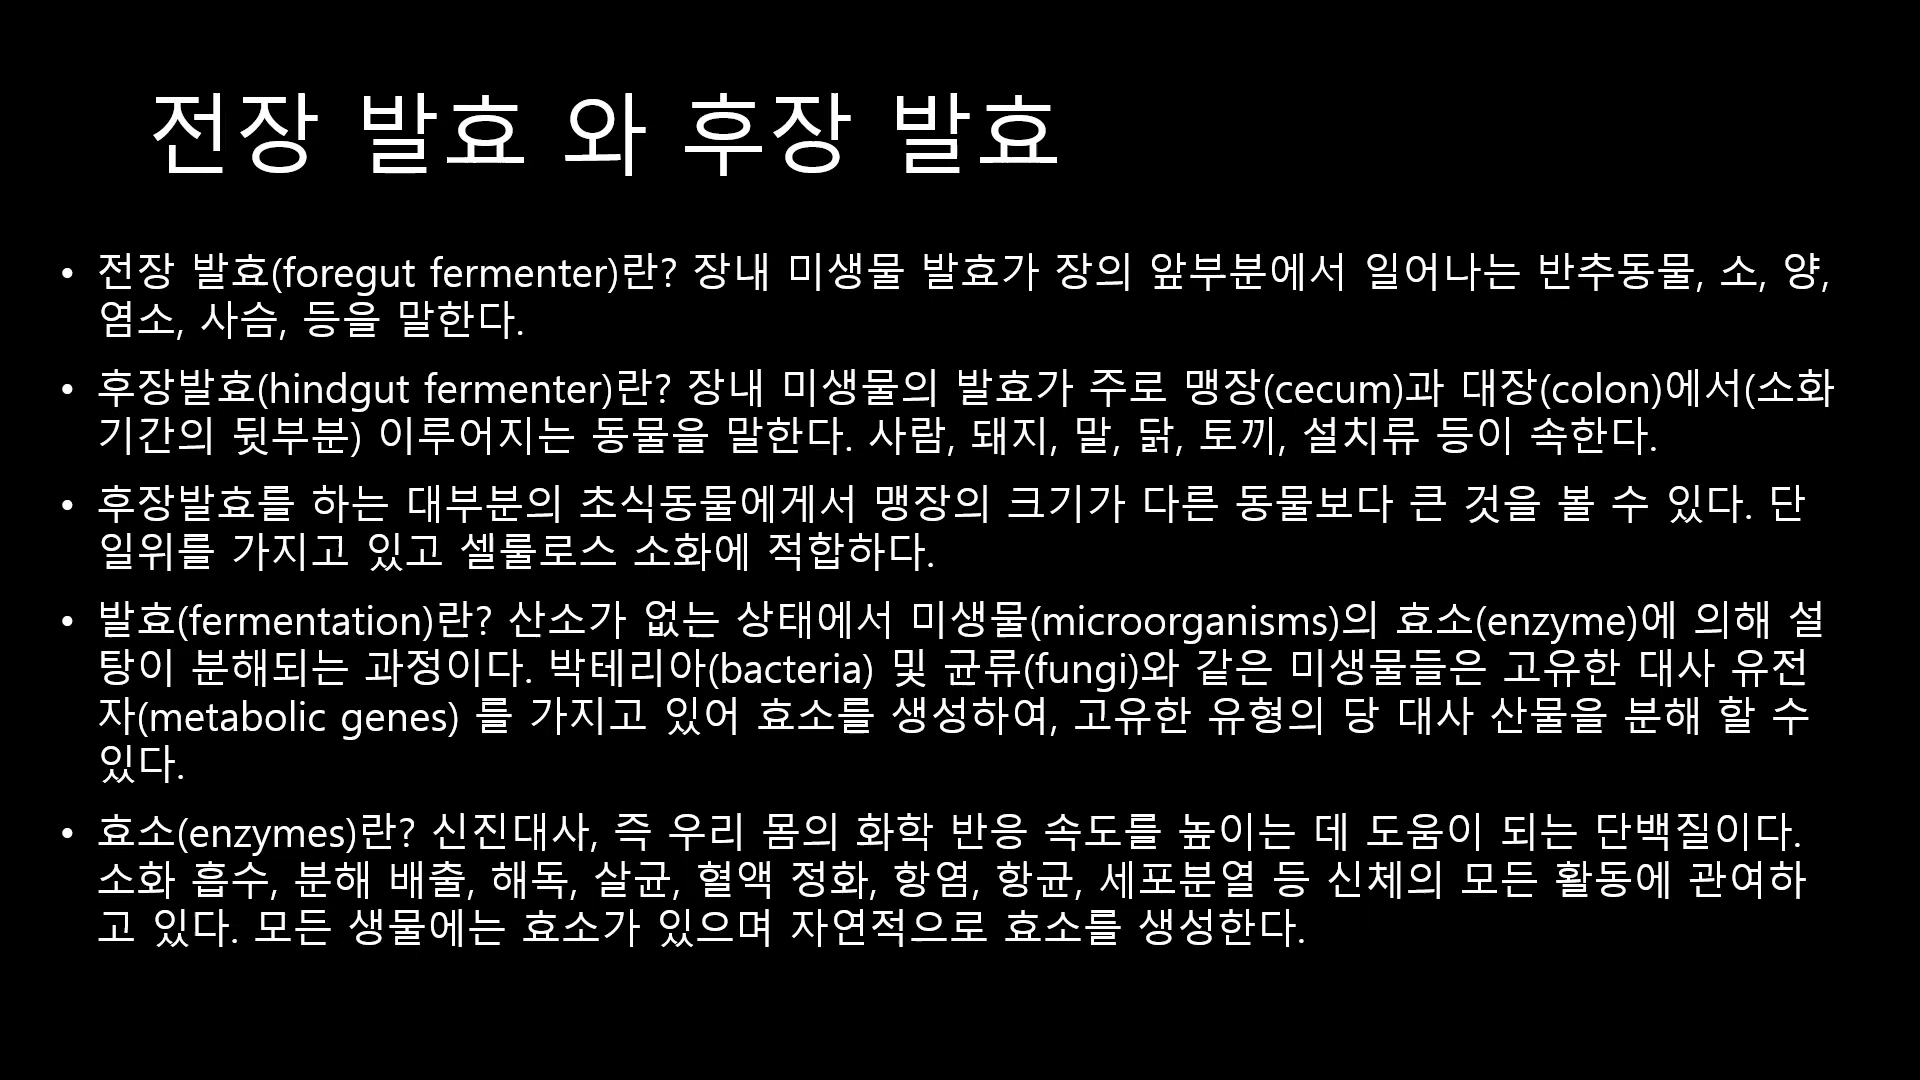 전장 발효 와 후장 발효
• 전장 발효(foregut fermenter)란? 장내 미생물 발효가 장의 앞부분에서 일어나는 반추동물, 소, 양,
염소, 사슴, 등을 말한다.
• 후장발효(hindgut fermenter)란? 장내 미생물의 발효가 주로 맹장(cecum)과 대장(colon)에서(소화
기간의 뒷부분) 이루어지는 동물을 말한다. 사람, 돼지, 말, 닭, 토끼, 설치류 등이 속한다.
• 후장발효를 하는 대부분의 초식동물에게서 맹장의 크기가 다른 동물보다 큰 것을 볼 수 있다. 단
일위를 가지고 있고 셀룰로스 소화에 적합하다.
• 발효(fermentation)란? 산소가 없는 상태에서 미생물(microorganisms)의 효소(enzyme)에 의해 설
탕이 분해되는 과정이다. 박테리아(bacteria) 및 균류(fungi)와 같은 미생물들은 고유한 대사 유전
자(metabolic genes) 를 가지고 있어 효소를 생성하여, 고유한 유형의 당 대사 산물을 분해 할 수
있다.
• 효소(enzymes)란? 신진대사, 즉 우리 몸의 화학 반응 속도를 높이는 데 도움이 되는 단백질이다.
소화 흡수, 분해 배출, 해독, 살균, 혈액 정화, 항염, 항균, 세포분열 등 신체의 모든 활동에 관여하
고 있다. 모든 생물에는 효소가 있으며 자연적으로 효소를 생성한다.